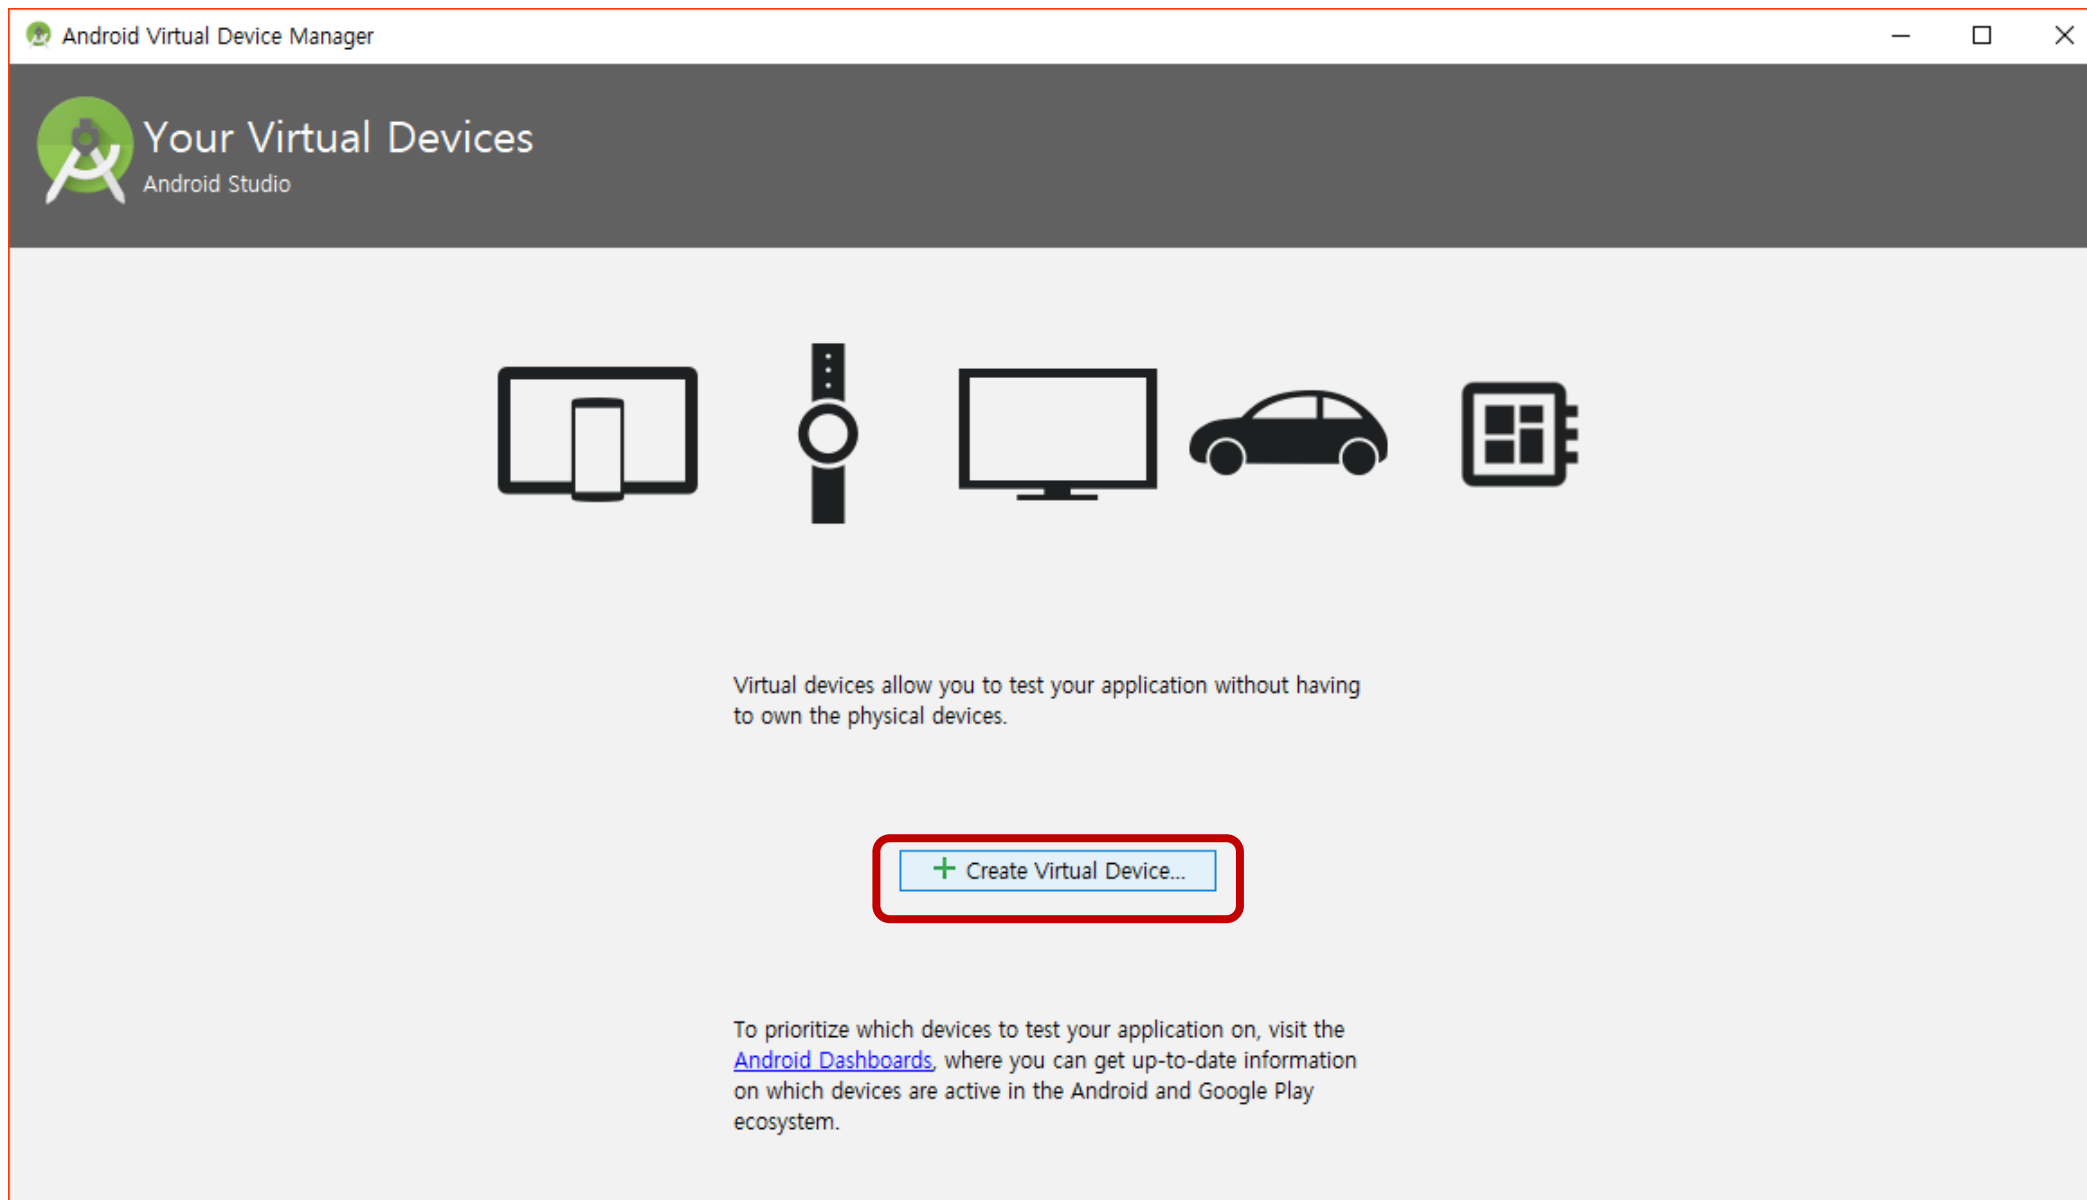 Android Virtual Device Manager
Your Virtual Devices
Android Studio
Virtual devices allow you to test your application without having
to own the physical devices.
Create Virtual Device...
To prioritize which devices to test your application on, visit the
Android Dashboards, where you can get up-to-date information
on which devices are active in the Android and Google Play
ecosystem.